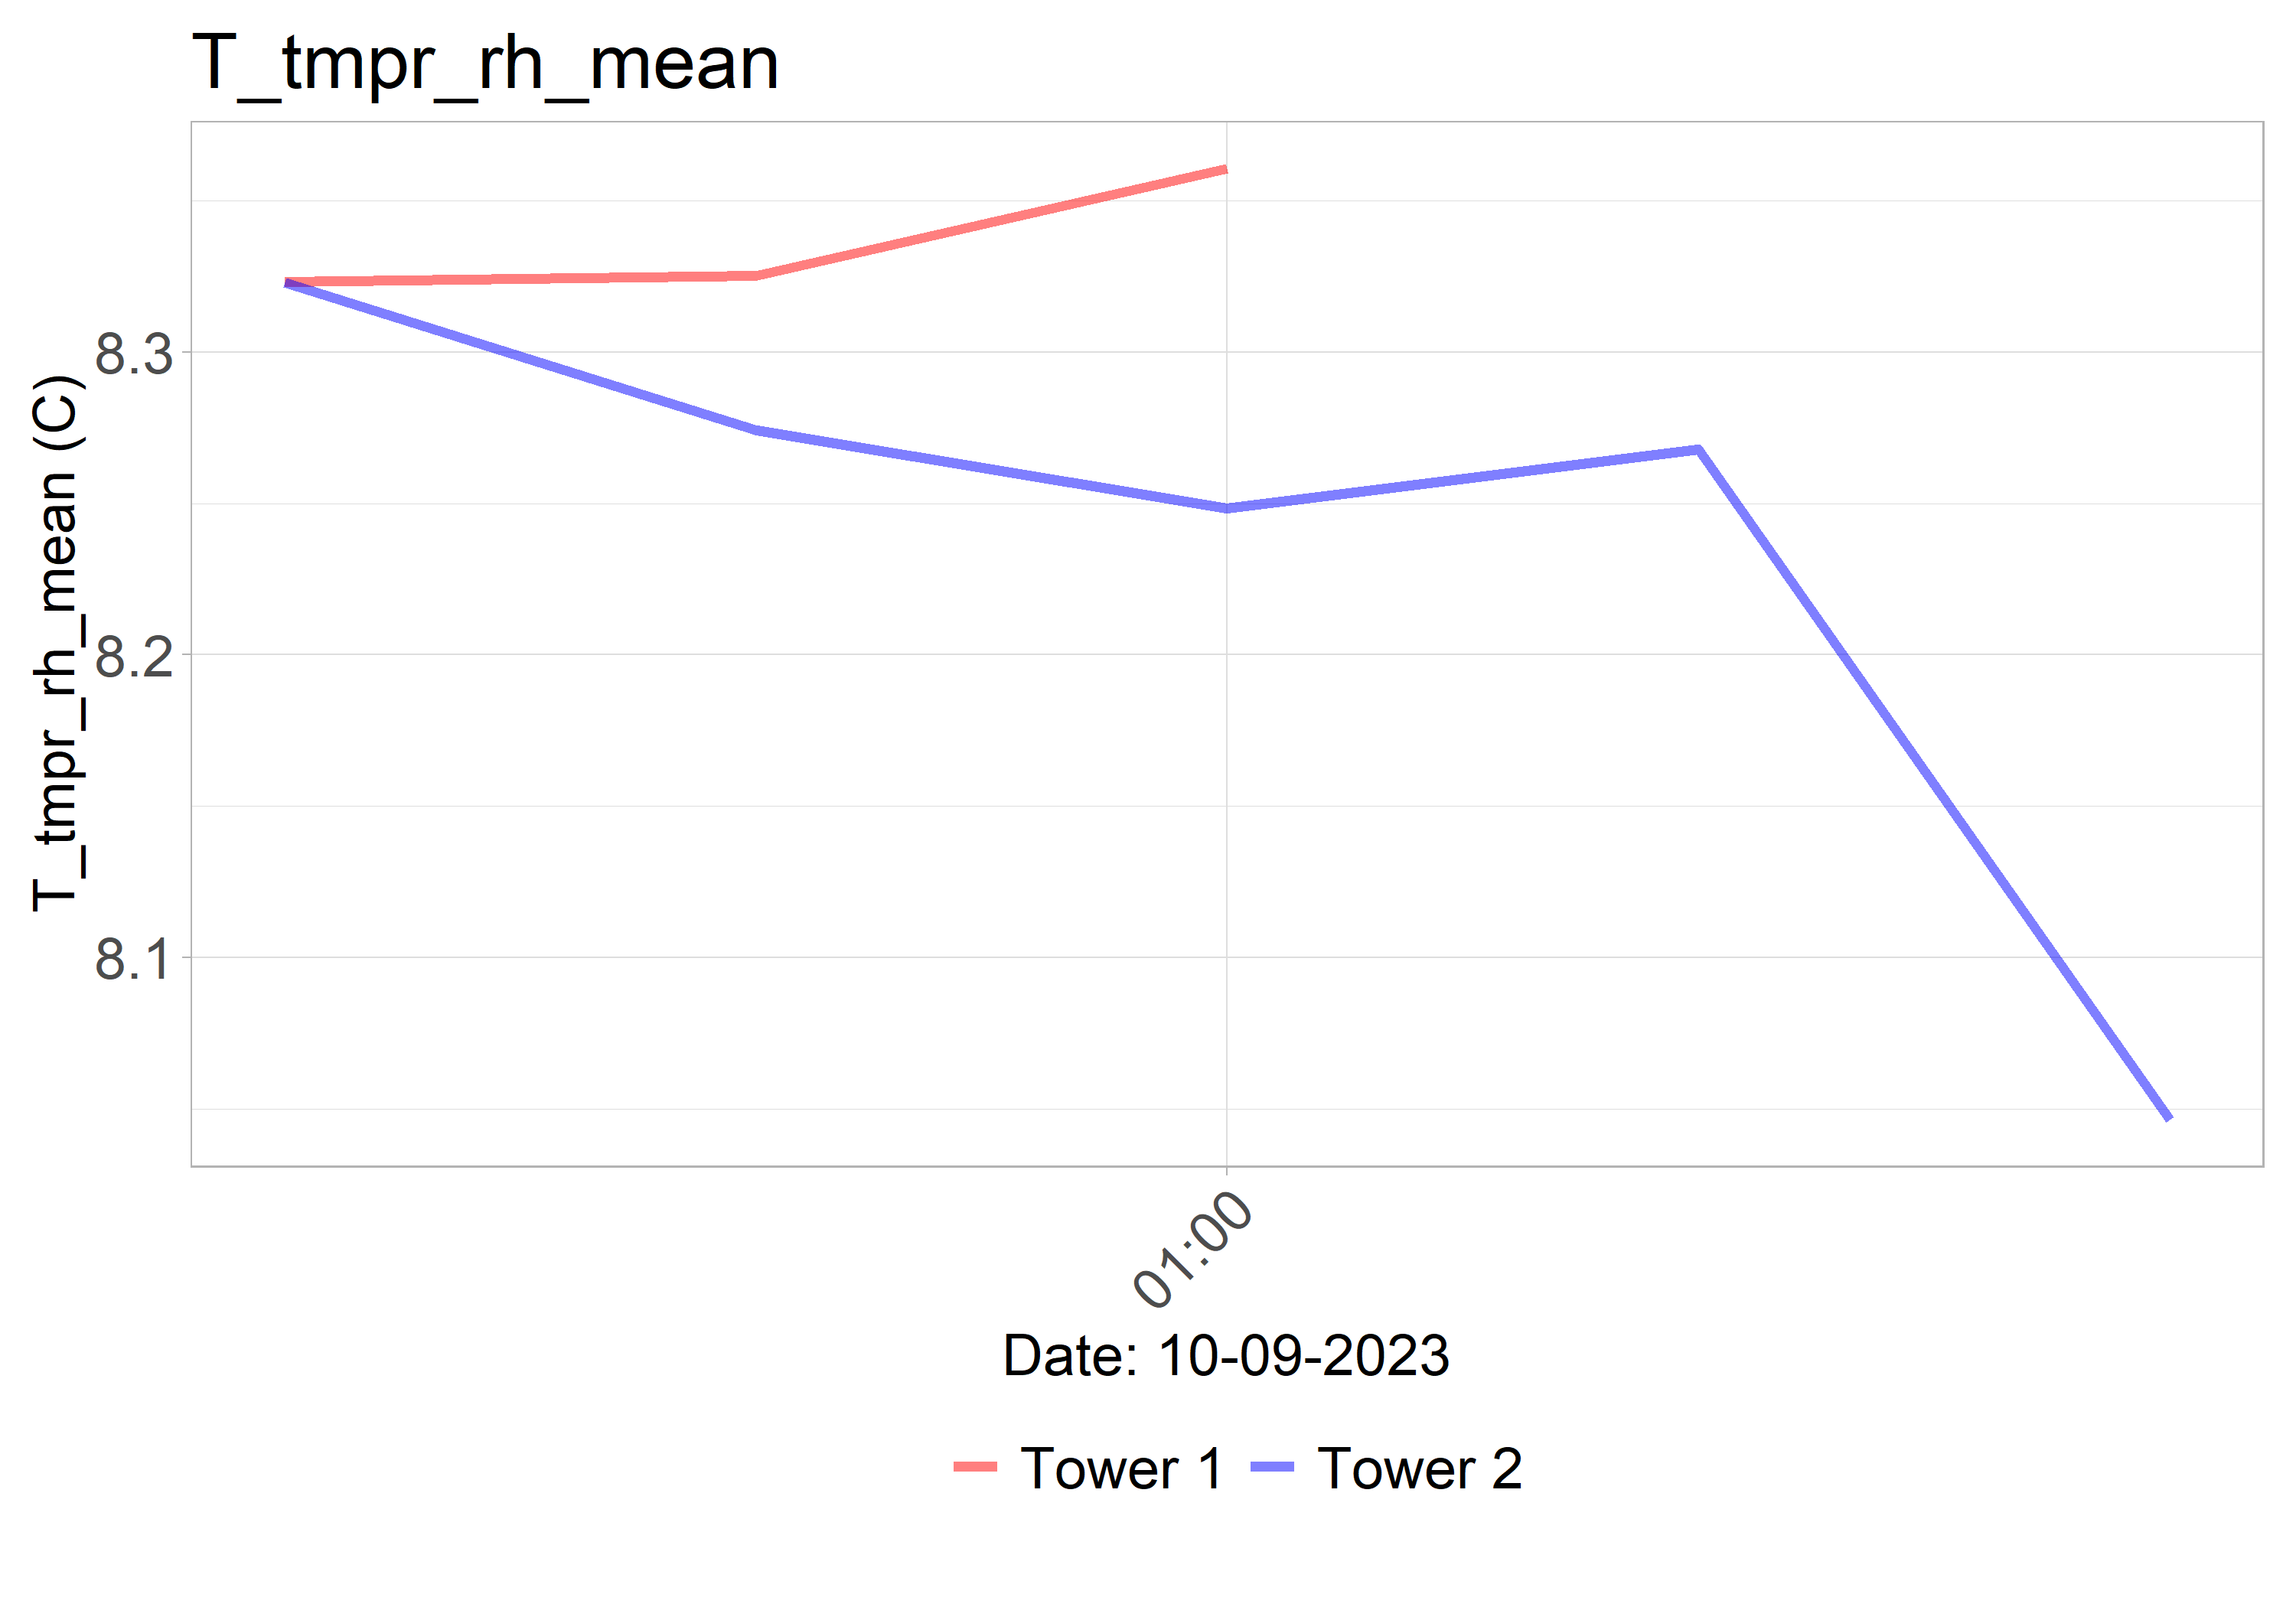 T_tmpr_rh_mean
T_tmpr_rh_mean (C)
8.3
8.2
8.1
01:00
Date: 10-09-2023
Tower 1 Tower 2